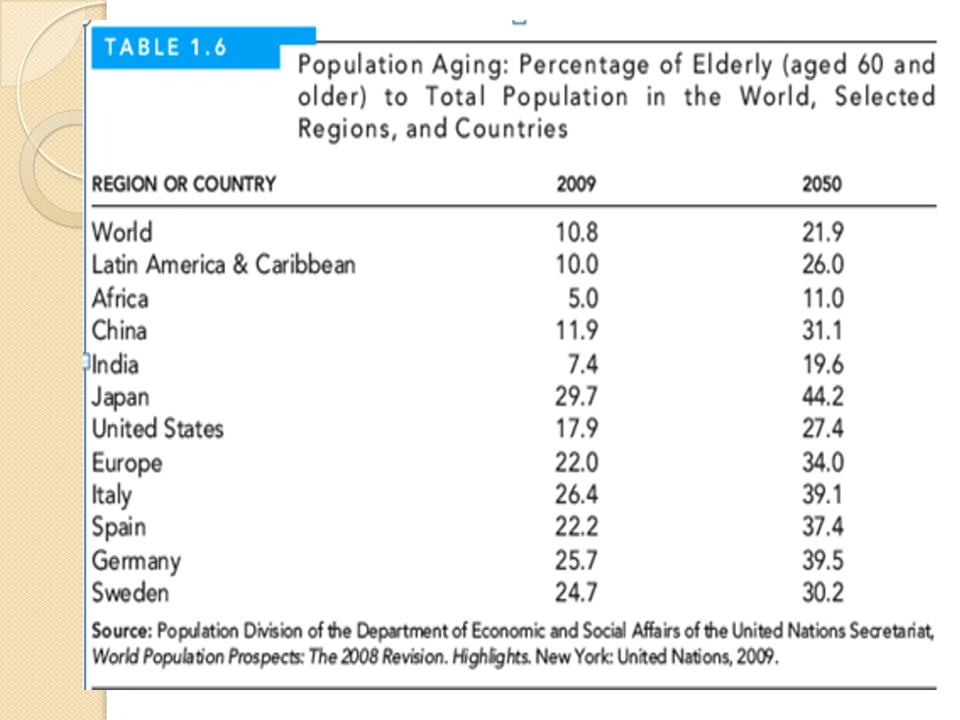 TABLE 1.6
Population Aging: Percentage of Elderly (aged 60 and
older) to Total Population in the World, Selected
Regions, and Countries
REGION OR COUNTRY 2009 2050
World 10.8 21.9
Latin America & Caribbean 10.0 26.0
Africa 5.0 11.0
China 11.9 31.1
India 7.4 19.6
Japan 29.7 44.2
United States 17.9 27.4
Europe 22.0 34.0
Italy 26.4 39.1
Spain 22.2 37.4
Germany 25.7 39.5
Sweden 24.7 30.2
Source: Population Division of the Department of Economic and Social Affairs of the United Nations Secretariat,
World Population Prospects: The 2008 Revision. Highlights. New York: United Nations, 2009.